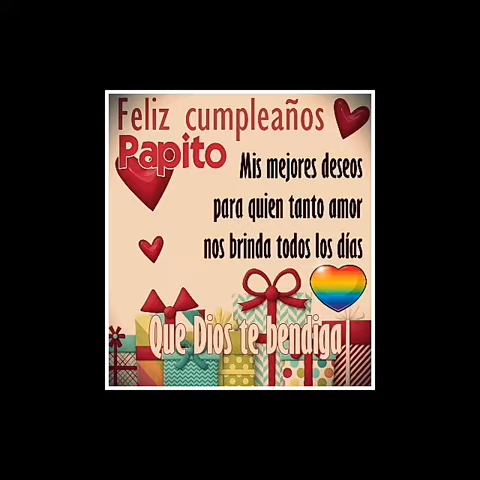 Feliz cumpleaños
Papito
Mis mejores deseos
para quien tanto amor
nos brinda todos los días
Que Dios te bendiga